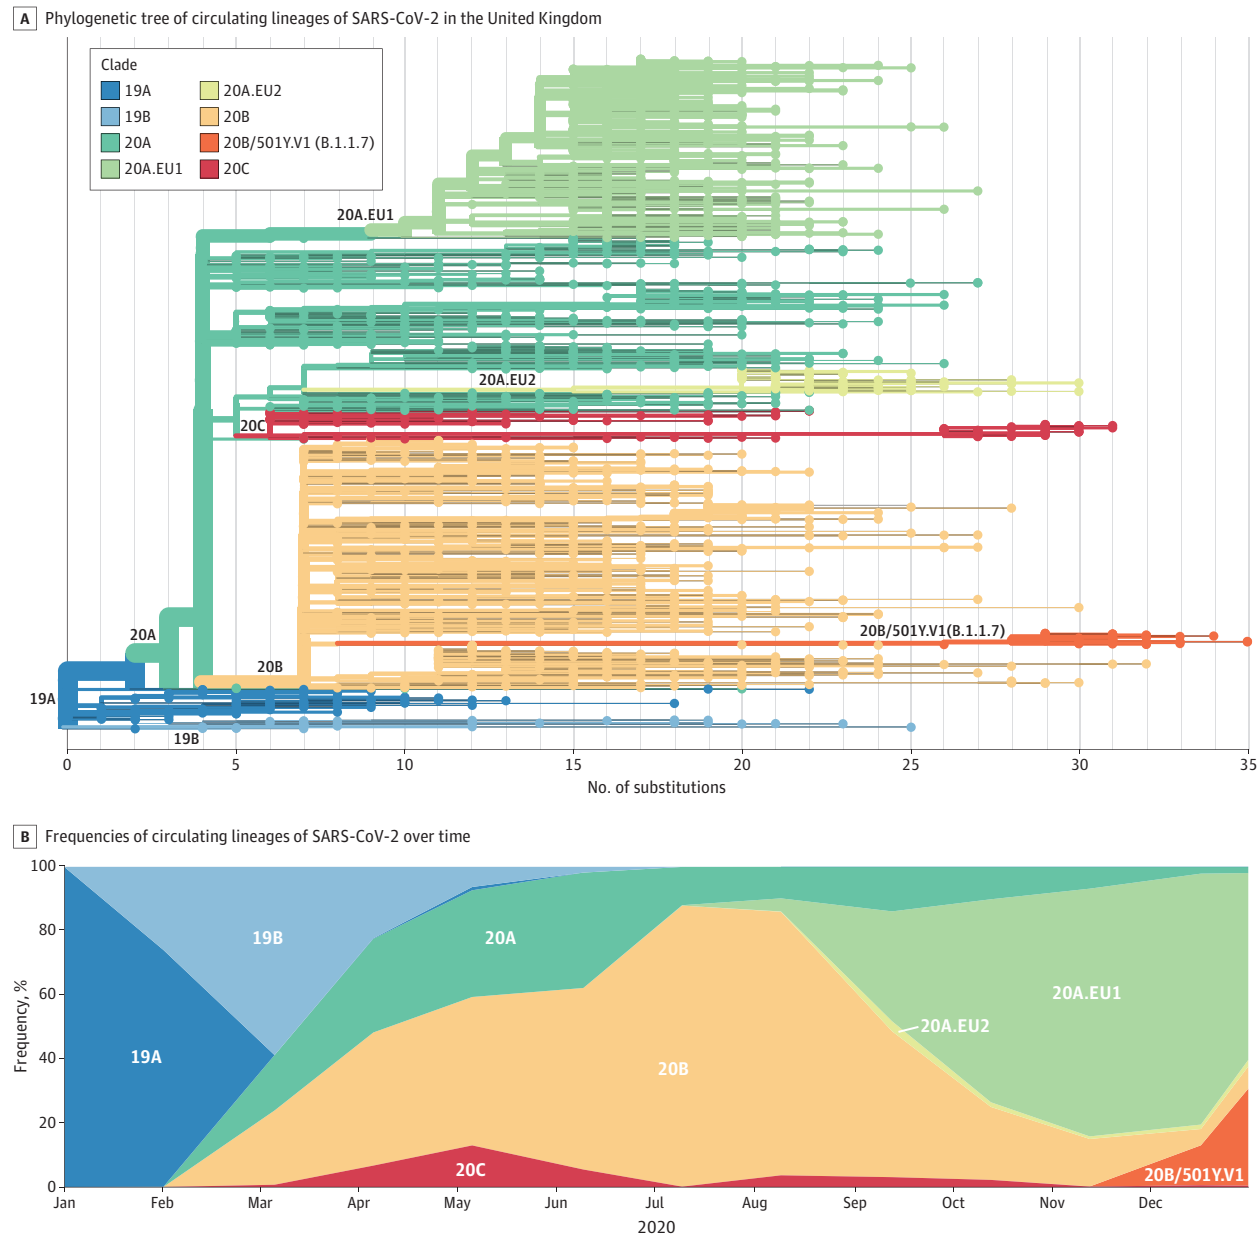 A Phylogenetic tree of circulating lineages of SARS-CoV-2 in the United Kingdom
Clade
19A
19B
20A
20A.EU1
20A.EU2
20B
20B/501Y.V1 (B.1.1.7)
20C
20A.EU1
20A.EU2
20C
20B/501Y.V1(B.1.1.7)
20A
20B
19A
19B
0 5 10 15 20 25 30 35
No. of substitutions
B Frequencies of circulating lineages of SARS-CoV-2 over time
100
80
60
40
20
0
Frequency, %
19B
20A
20A.EU1
20A.EU2
19A
20B
20C
20B/501Y.V1
Jan Feb Mar Apr May Jun Jul Aug Sep Oct Nov Dec
2020